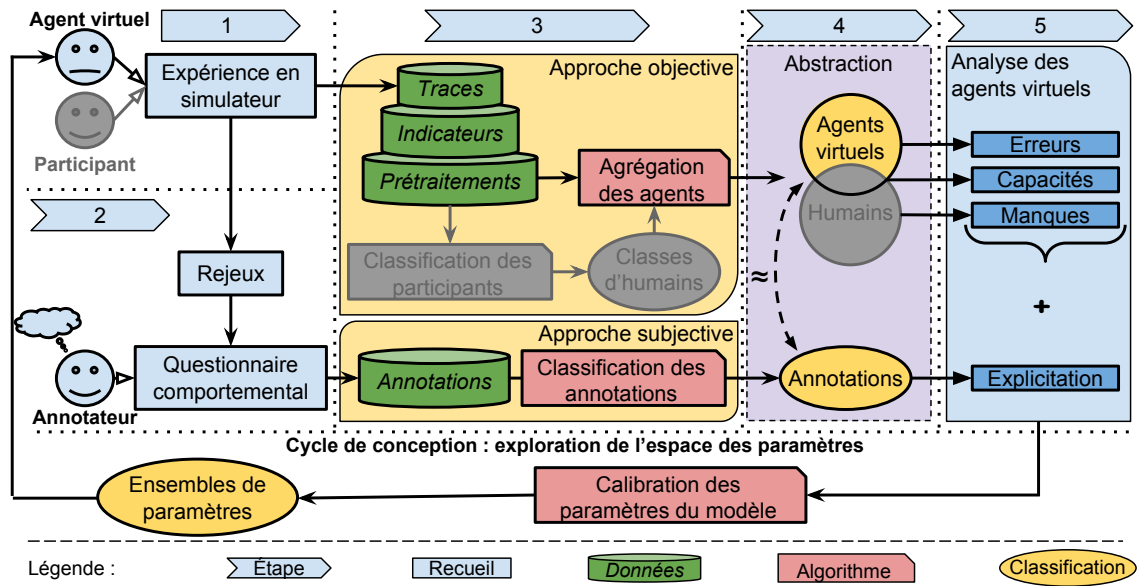 Agent virtuel
1
3
4
5
Expérience en
simulateur
Participant
Approche objective
Traces
Indicateurs
Prétraitements
Agrégation
des agents
Classification des
participants
Classes
d'humains
Abstraction
Agents
virtuels
Humains
≈
Analyse des
agents virtuels
Erreurs
Capacités
Manques
+
Explicitation
2
Rejeux
Questionnaire
comportemental
Annotateur
Approche subjective
Annotations
Classification des
annotations
Annotations
Cycle de conception : exploration de l'espace des paramètres
Ensembles de
paramètres
Calibration des
paramètres du modèle
Légende :
Étape
Recueil
Données
Algorithme
Classification